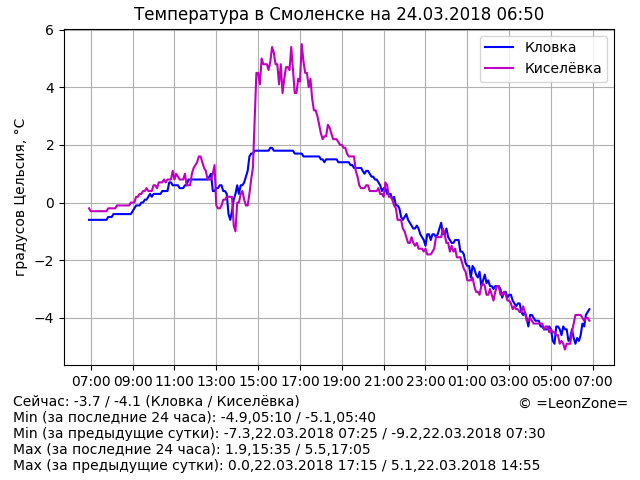 Температура в Смоленске на 24.03.2018 06:50
6
4
2
0
−2
−4
градусов Цельсия, °C
Кловка
Киселёвка
07:00 09:00 11:00 13:00 15:00 17:00 19:00 21:00 23:00 01:00 03:00 05:00 07:00
Сейчас: -3.7 / -4.1 (Кловка / Киселёвка)
© =LeonZone=
Min (за последние 24 часа): -4.9,05:10 / -5.1,05:40
Min (за предыдущие сутки): -7.3,22.03.2018 07:25 / -9.2,22.03.2018 07:30
Max (за последние 24 часа): 1.9,15:35 / 5.5,17:05
Max (за предыдущие сутки): 0.0,22.03.2018 17:15 / 5.1,22.03.2018 14:55